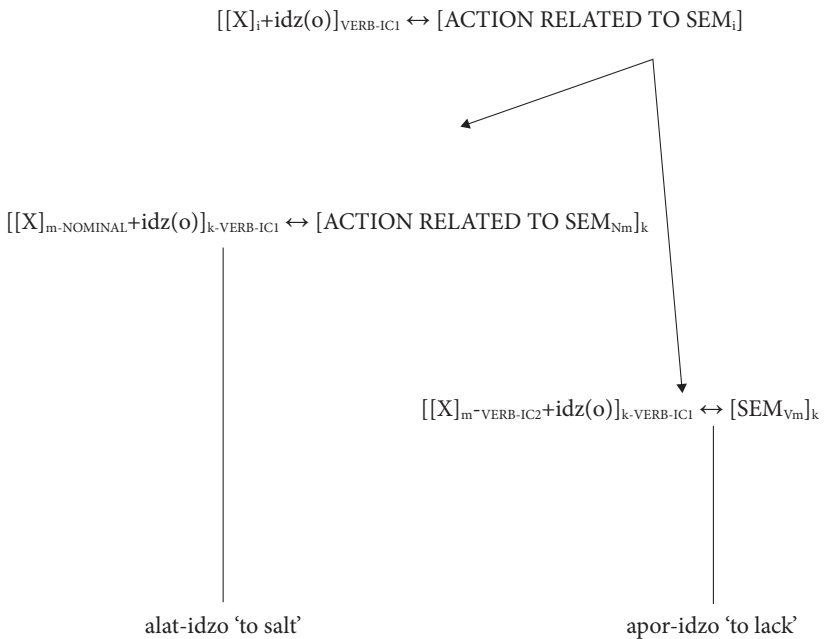 [[X]ᵢ+idz(o)]VERB-IC1 ↔ [ACTION RELATED TO SEMᵢ]
[[X]m-NOMINAL+idz(o)]k-VERB-IC1 ↔ [ACTION RELATED TO SEMNm]k
[[X]m-VERB-IC2+idz(o)]k-VERB-IC1 ↔ [SEMVm]k
alat-idzo ‘to salt’ apor-idzo ‘to lack’